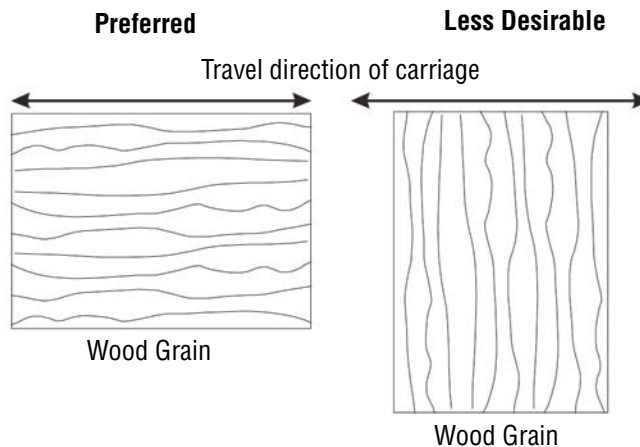 Preferred
Less Desirable
Travel direction of carriage
Wood Grain
Wood Grain